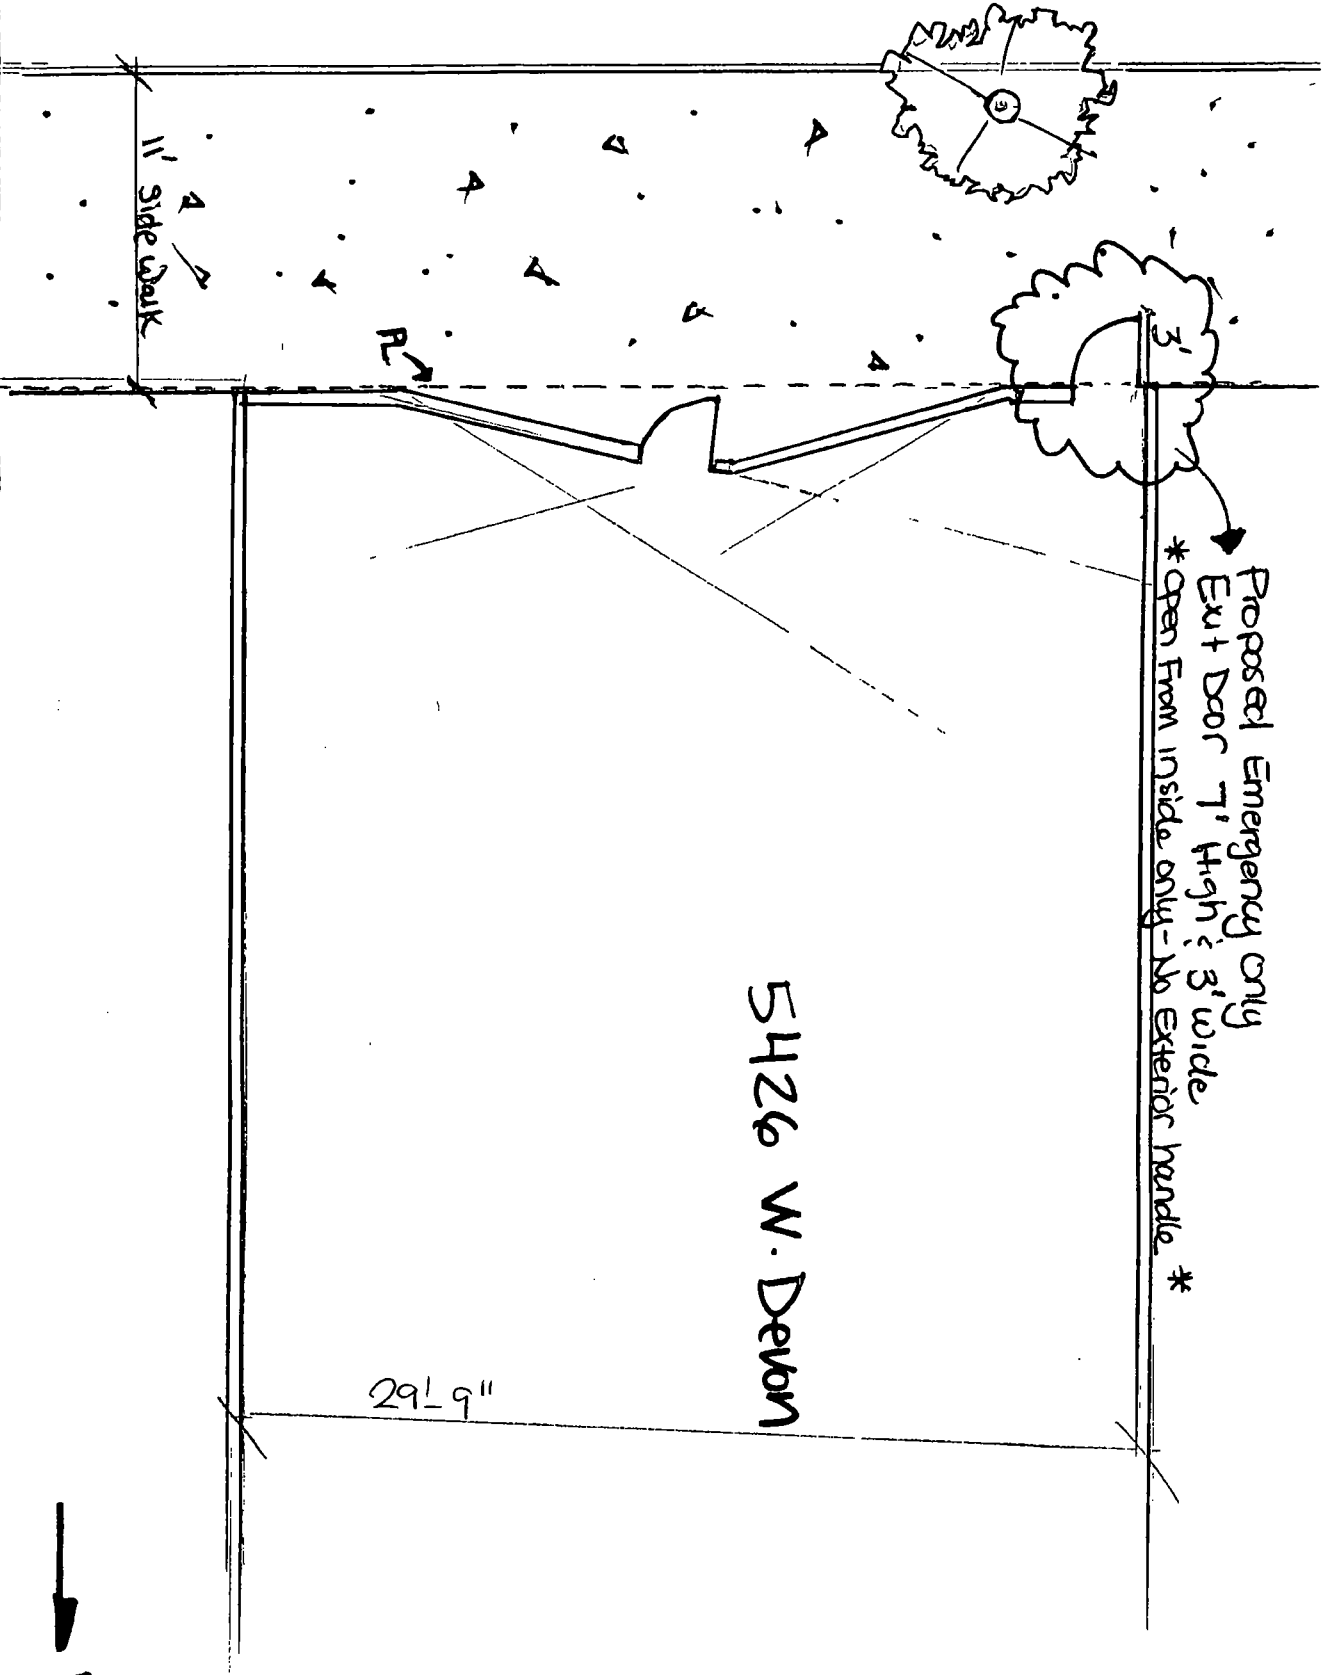 11' Side Walk
PL
3'
Proposed Emergency only
Exit Door 7' High & 3' wide
*Open From inside only - No Exterior handle *
5426 W. Devon
29'-9"